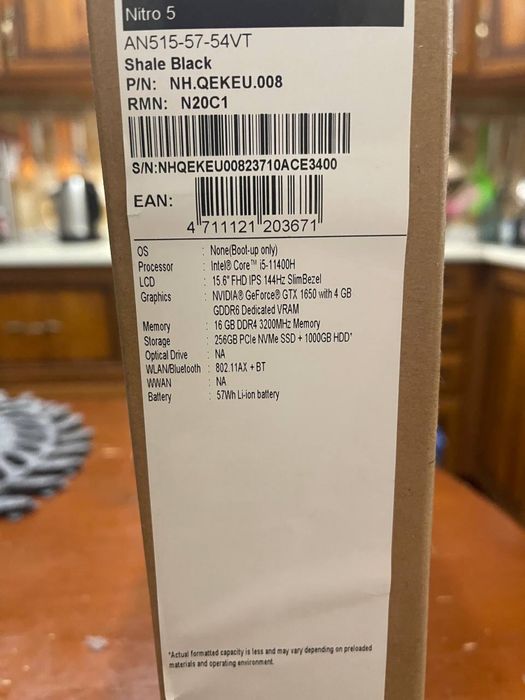 Nitro 5
AN515-57-54VT
Shale Black
P/N: NH.QEKEU.008
RMN: N20C1
S/N:NHQEKEU00823710ACE3400
EAN:
4 711121 203671
OS : None(Boot-up only)
Processor : Intel® Core™ i5-11400H
LCD : 15.6" FHD IPS 144Hz SlimBezel
Graphics : NVIDIA® GeForce® GTX 1650 with 4 GB
GDDR6 Dedicated VRAM
Memory : 16 GB DDR4 3200MHz Memory
Storage : 256GB PCIe NVMe SSD + 1000GB HDD*
Optical Drive : NA
WLAN/Bluetooth : 802.11AX + BT
WWAN : NA
Battery : 57Wh Li-ion battery
*Actual formatted capacity is less and may vary depending on preloaded
materials and operating environment.